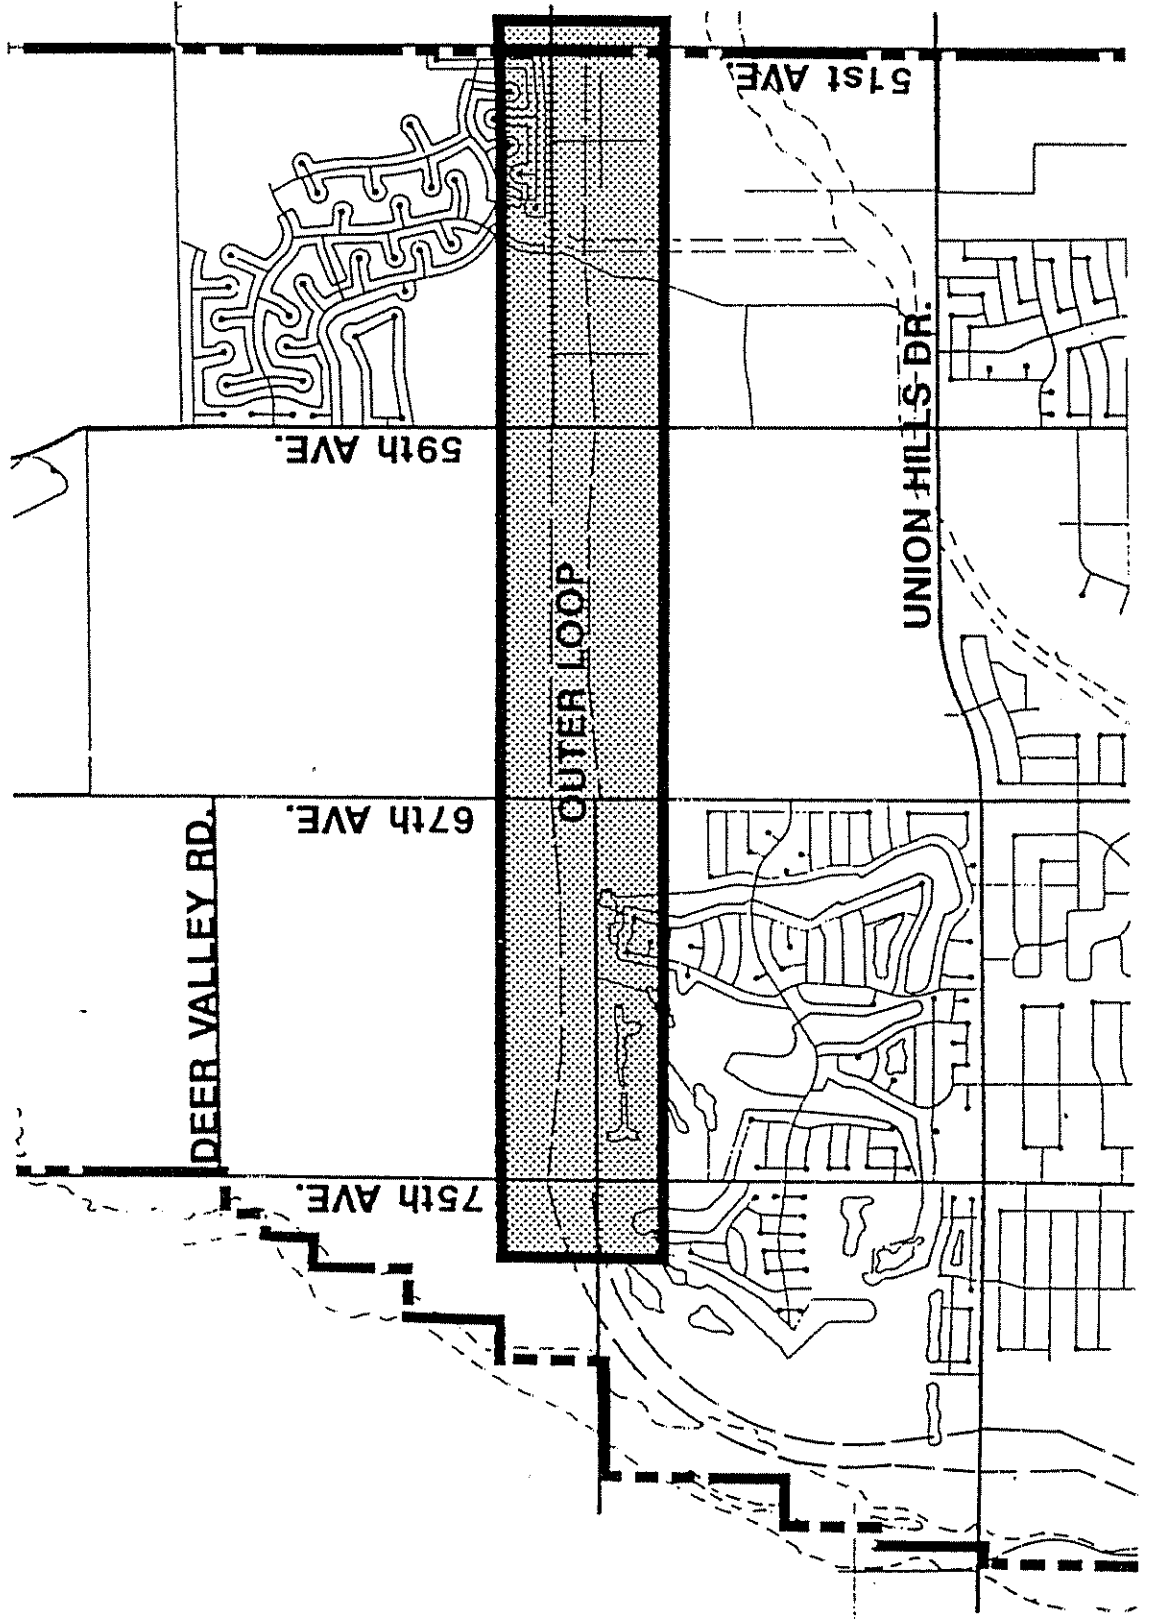 51st AVE.
59th AVE.
UNION HILLS DR.
OUTER LOOP
67th AVE.
DEER VALLEY RD.
75th AVE.